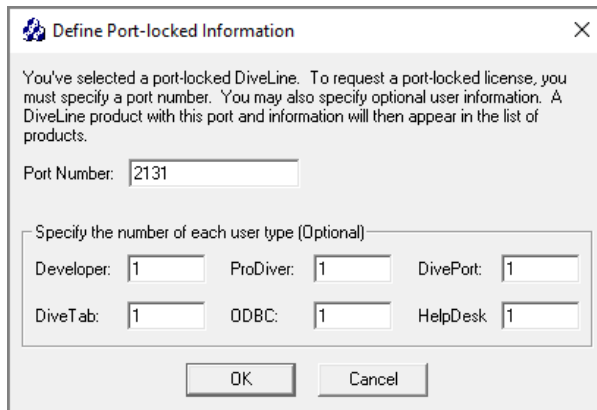 Define Port-locked Information
You've selected a port-locked DiveLine. To request a port-locked license, you
must specify a port number. You may also specify optional user information. A
DiveLine product with this port and information will then appear in the list of
products.
Port Number: 2131
Specify the number of each user type (Optional)
Developer: 1 ProDiver: 1 DivePort: 1
DiveTab: 1 ODBC: 1 HelpDesk 1
OK Cancel